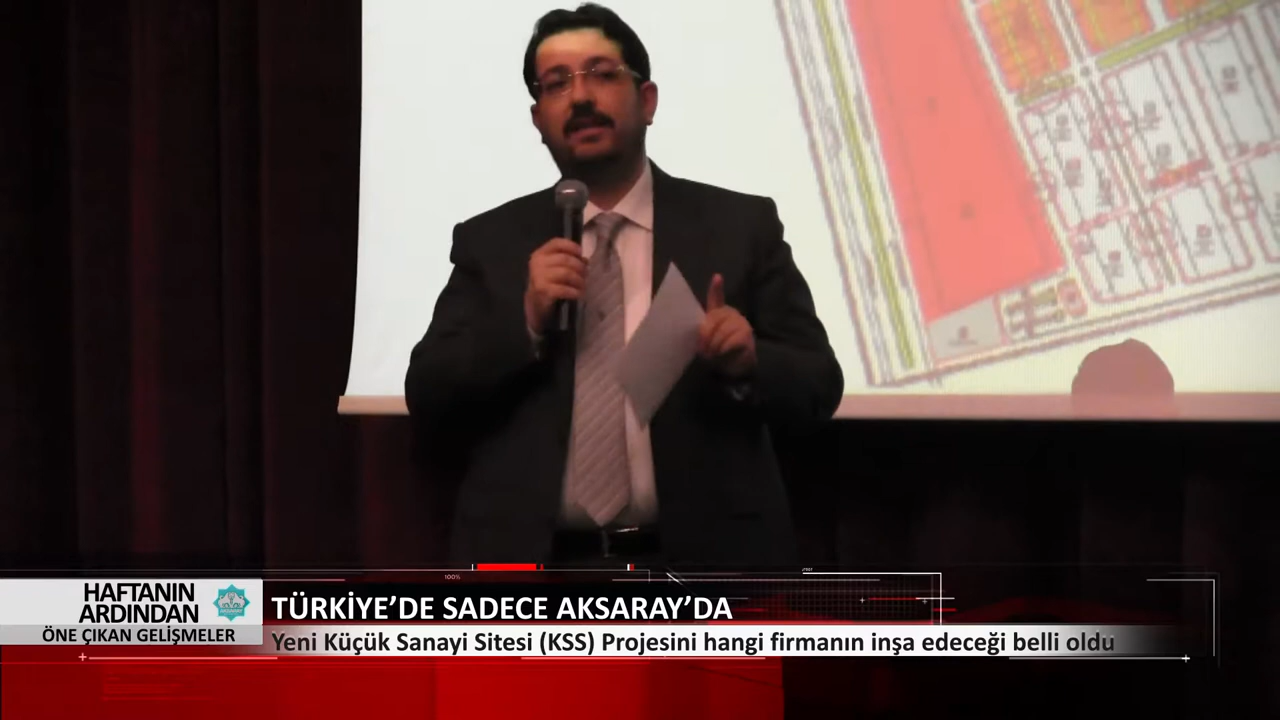 HAFTANIN
ARDINDAN
ÖNE ÇIKAN GELİŞMELER
100%
TÜRKİYE’DE SADECE AKSARAY’DA
Yeni Küçük Sanayi Sitesi (KSS) Projesini hangi firmanın inşa edeceği belli oldu